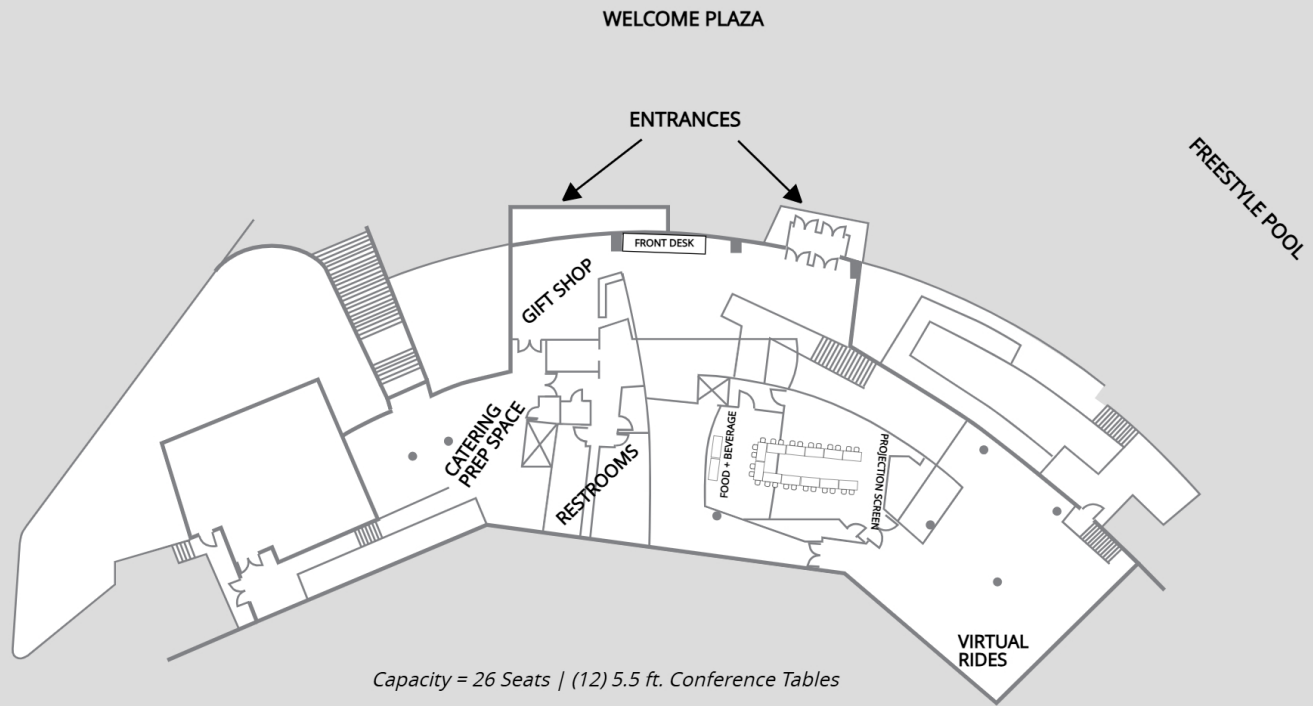 WELCOME PLAZA
ENTRANCES
FREESTYLE POOL
FRONT DESK
GIFT SHOP
CATERING
PREP SPACE
RESTROOMS
FOOD + BEVERAGE
PROJECTION SCREEN
VIRTUAL
RIDES
Capacity = 26 Seats | (12) 5.5 ft. Conference Tables